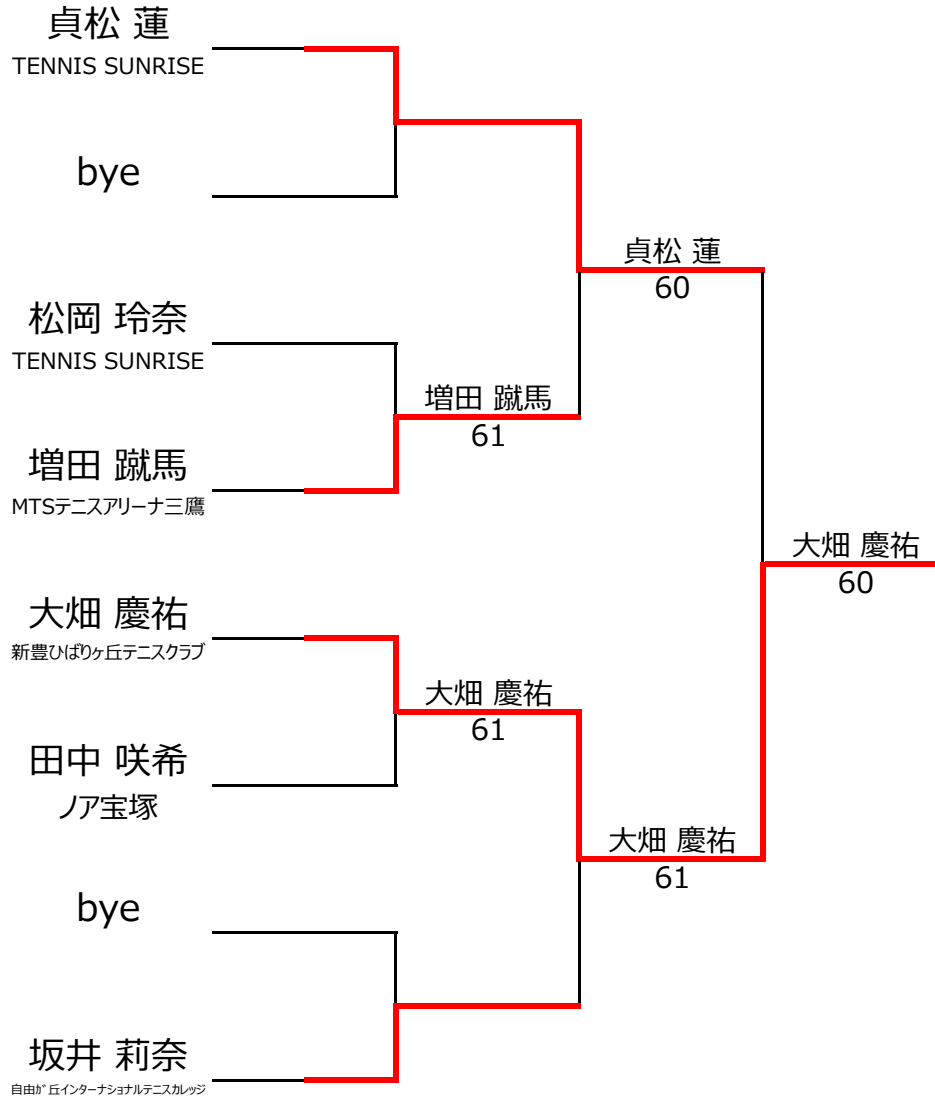 貞松 蓮
TENNIS SUNRISE
bye
松岡 玲奈
TENNIS SUNRISE
増田 蹴馬
MTSテニスアリーナ三鷹
大畑 慶祐
新豊ひばりヶ丘テニスクラブ
田中 咲希
ノア宝塚
bye
坂井 莉奈
自由が丘インターナショナルテニスカレッジ
増田 蹴馬
61
大畑 慶祐
61
貞松 蓮
60
大畑 慶祐
61
大畑 慶祐
60